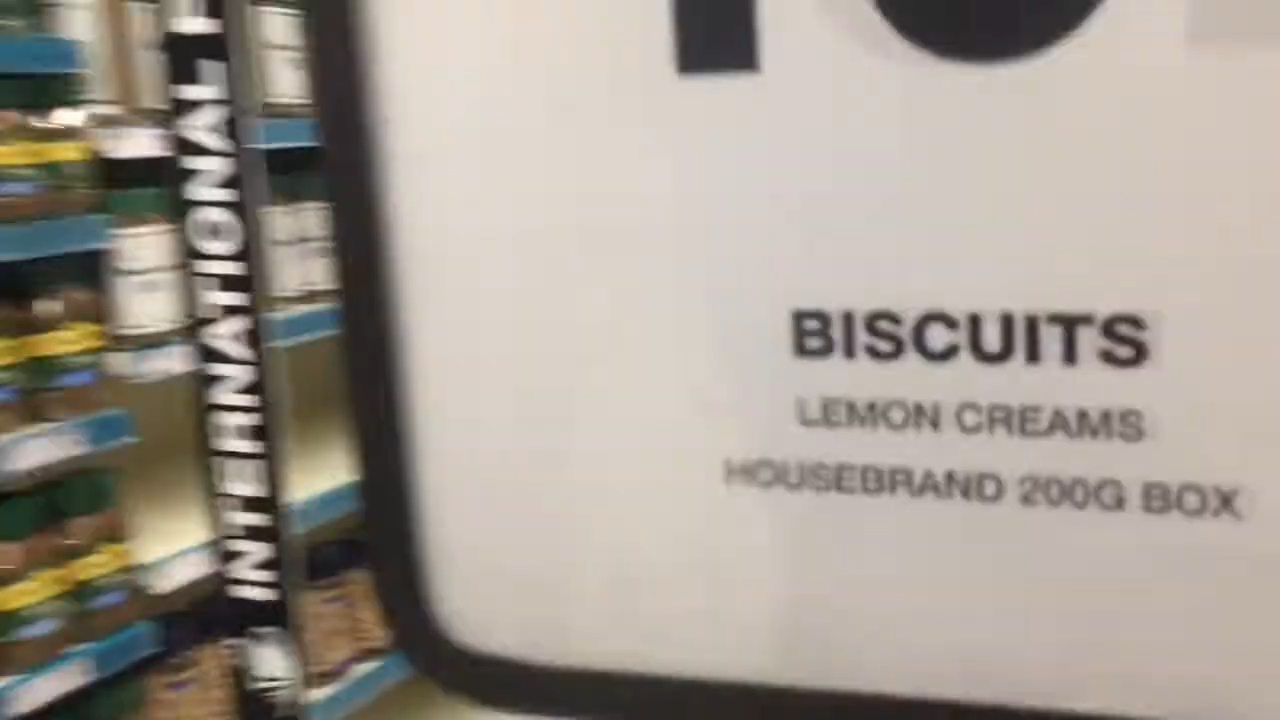 INTERNATIONAL
BISCUITS
LEMON CREAMS
HOUSEBRAND 200G BOX